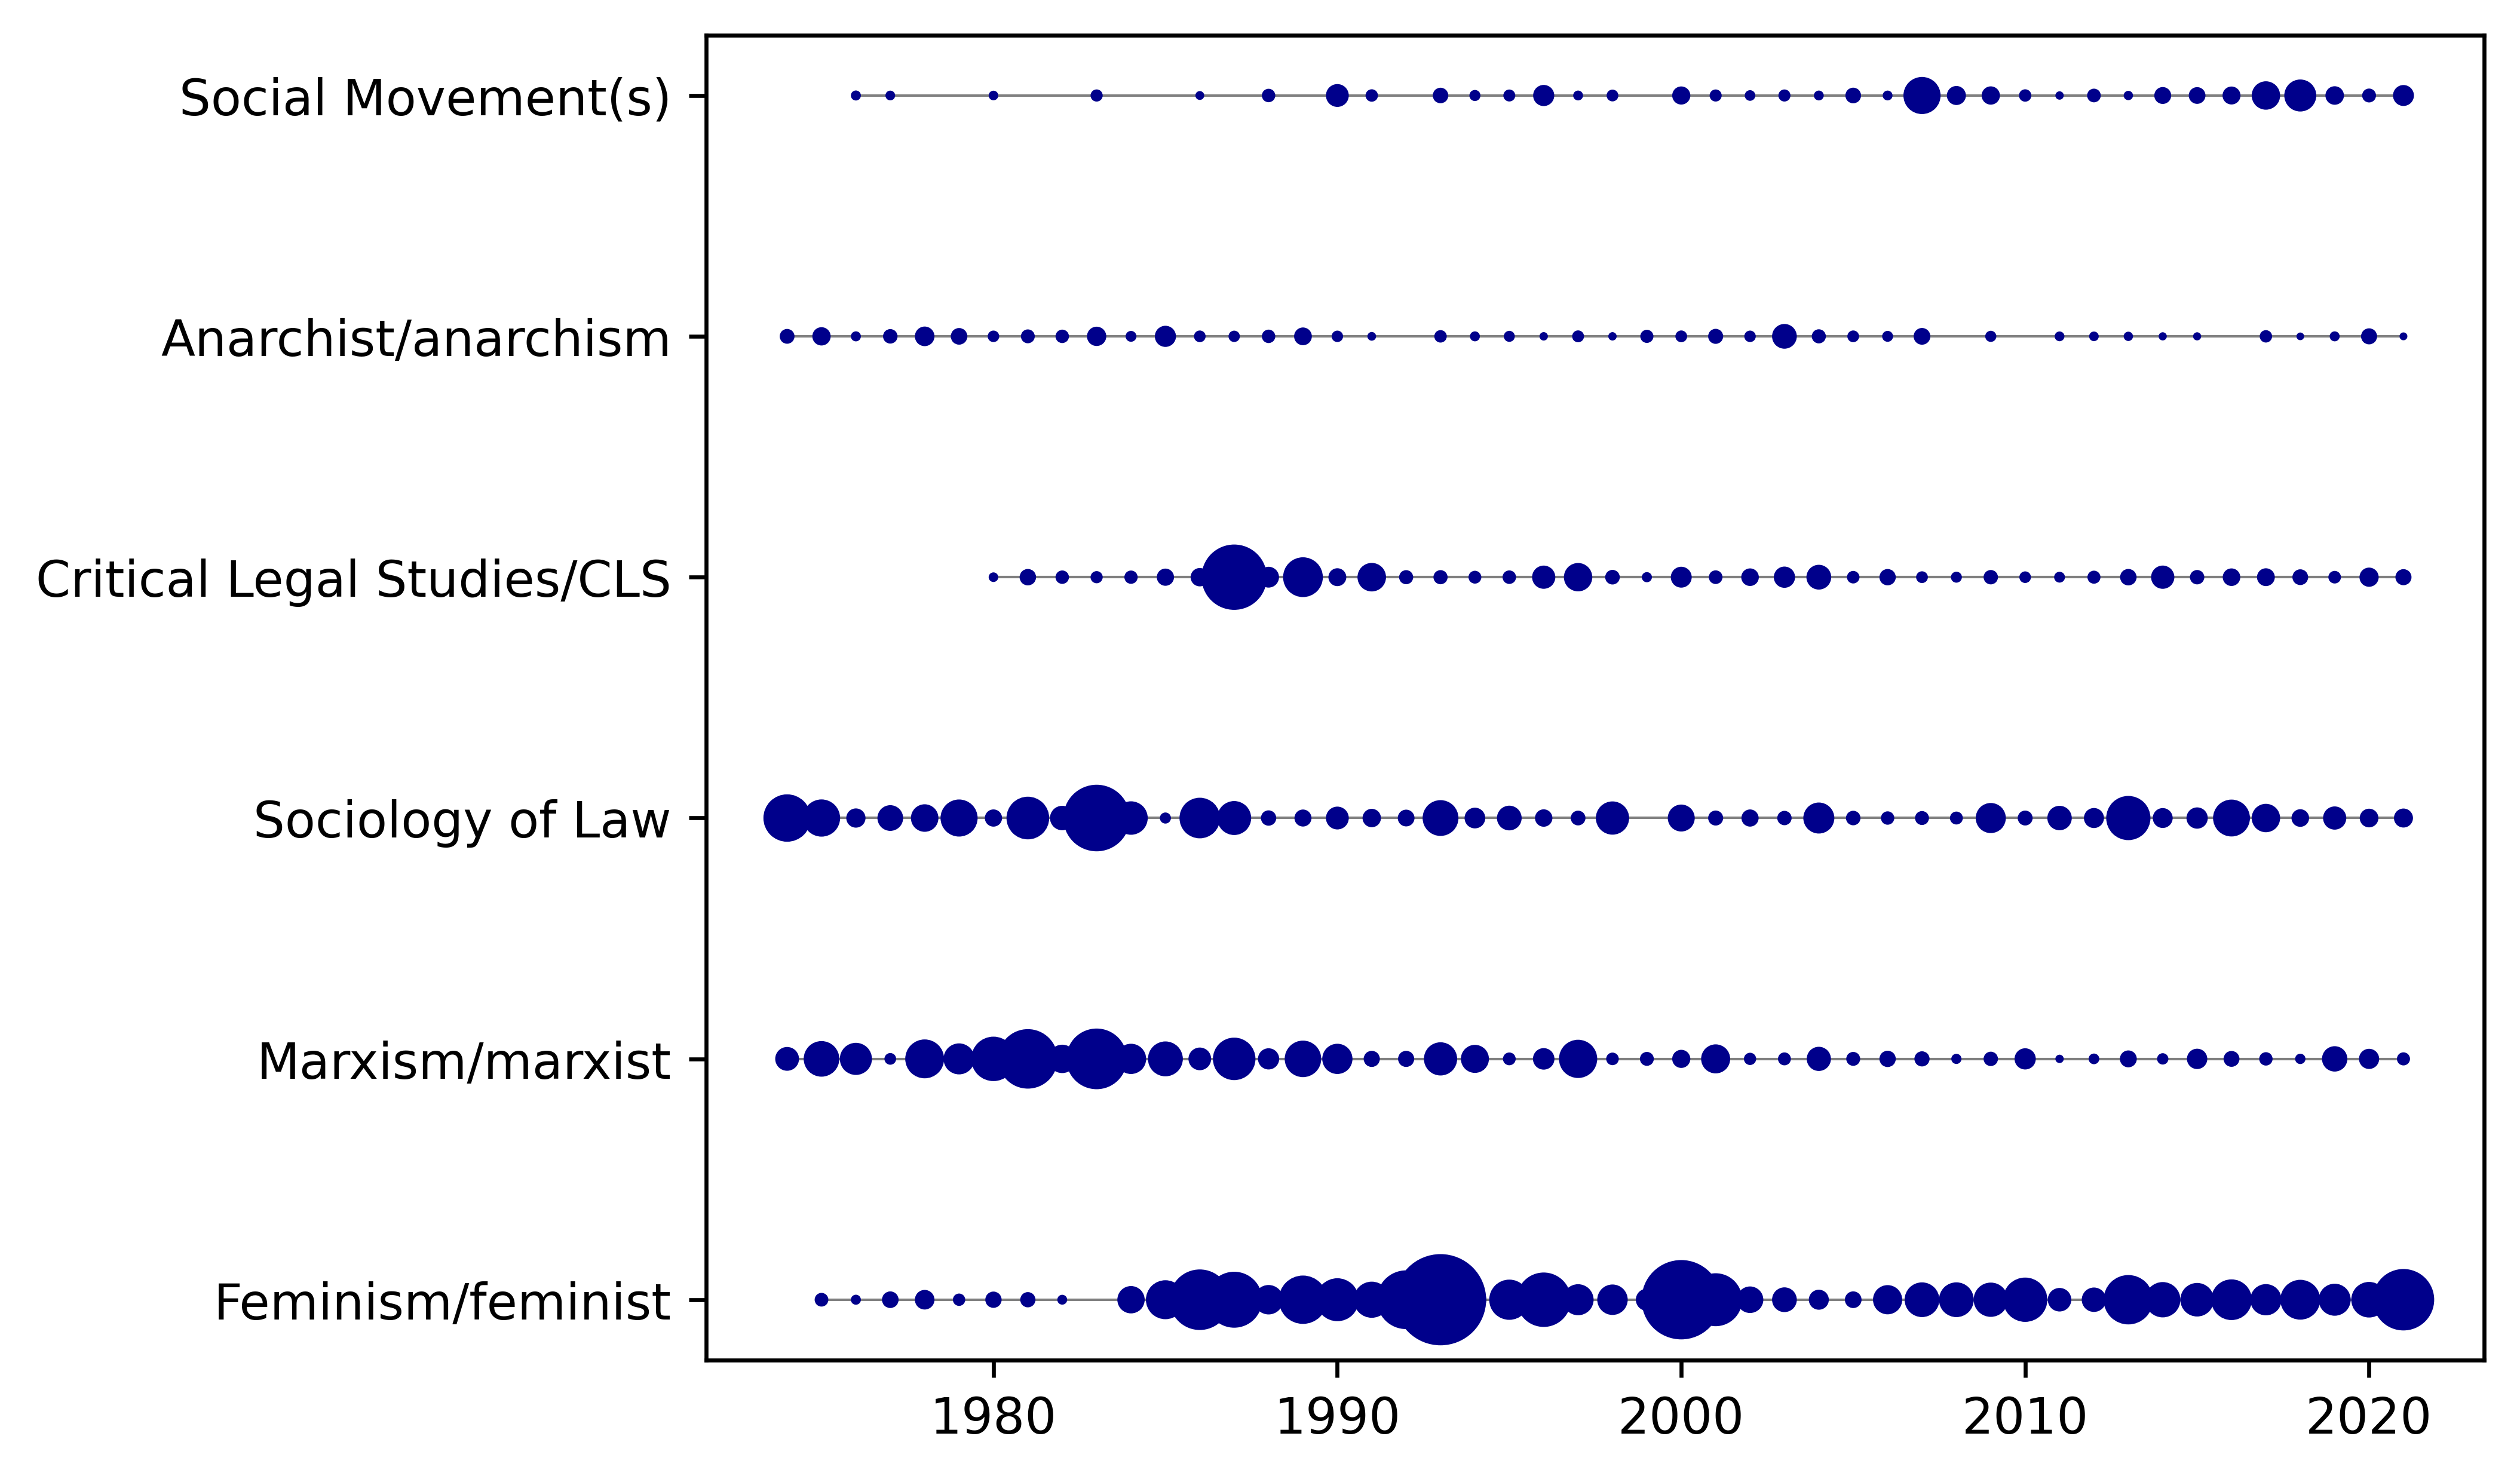 Social Movement(s)
Anarchist/anarchism
Critical Legal Studies/CLS
Sociology of Law
Marxism/marxist
Feminism/feminist
1980 1990 2000 2010 2020